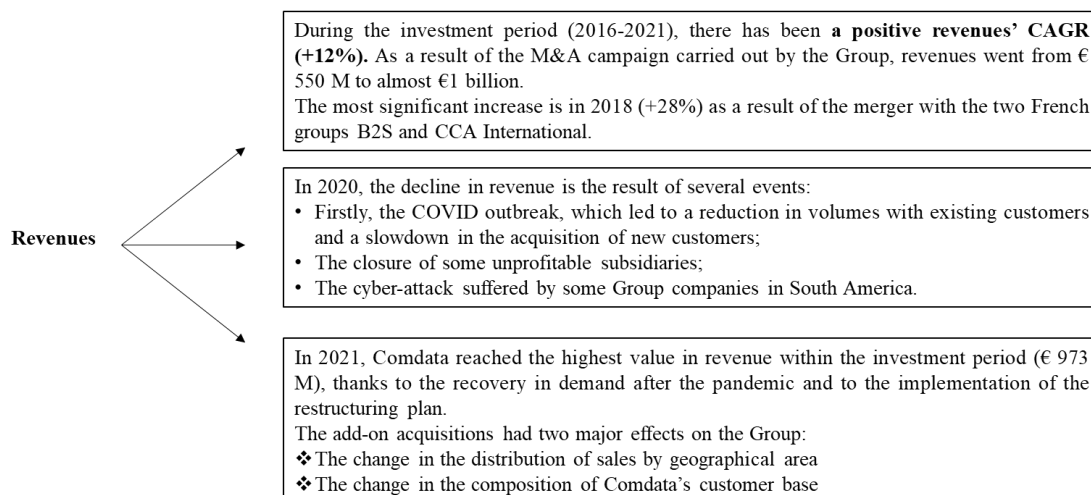 During the investment period (2016-2021), there has been a positive revenues’ CAGR
(+12%). As a result of the M&A campaign carried out by the Group, revenues went from €
550 M to almost €1 billion.
The most significant increase is in 2018 (+28%) as a result of the merger with the two French
groups B2S and CCA International.
Revenues
In 2020, the decline in revenue is the result of several events:
• Firstly, the COVID outbreak, which led to a reduction in volumes with existing customers
and a slowdown in the acquisition of new customers;
• The closure of some unprofitable subsidiaries;
• The cyber-attack suffered by some Group companies in South America.
In 2021, Comdata reached the highest value in revenue within the investment period (€ 973
M), thanks to the recovery in demand after the pandemic and to the implementation of the
restructuring plan.
The add-on acquisitions had two major effects on the Group:
❖The change in the distribution of sales by geographical area
❖The change in the composition of Comdata’s customer base